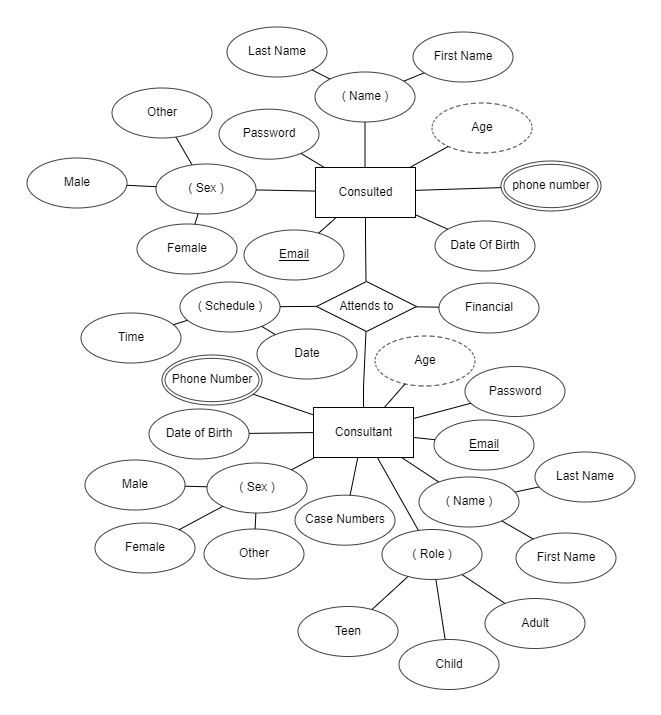 Last Name
First Name
( Name )
Other
Password
Age
Male
( Sex )
Consulted
phone number
Female
Email
Date Of Birth
( Schedule )
Attends to
Financial
Time
Date
Age
Phone Number
Password
Date of Birth
Consultant
Email
Male
( Sex )
Last Name
( Name )
Case Numbers
Female
Other
( Role )
First Name
Teen
Adult
Child